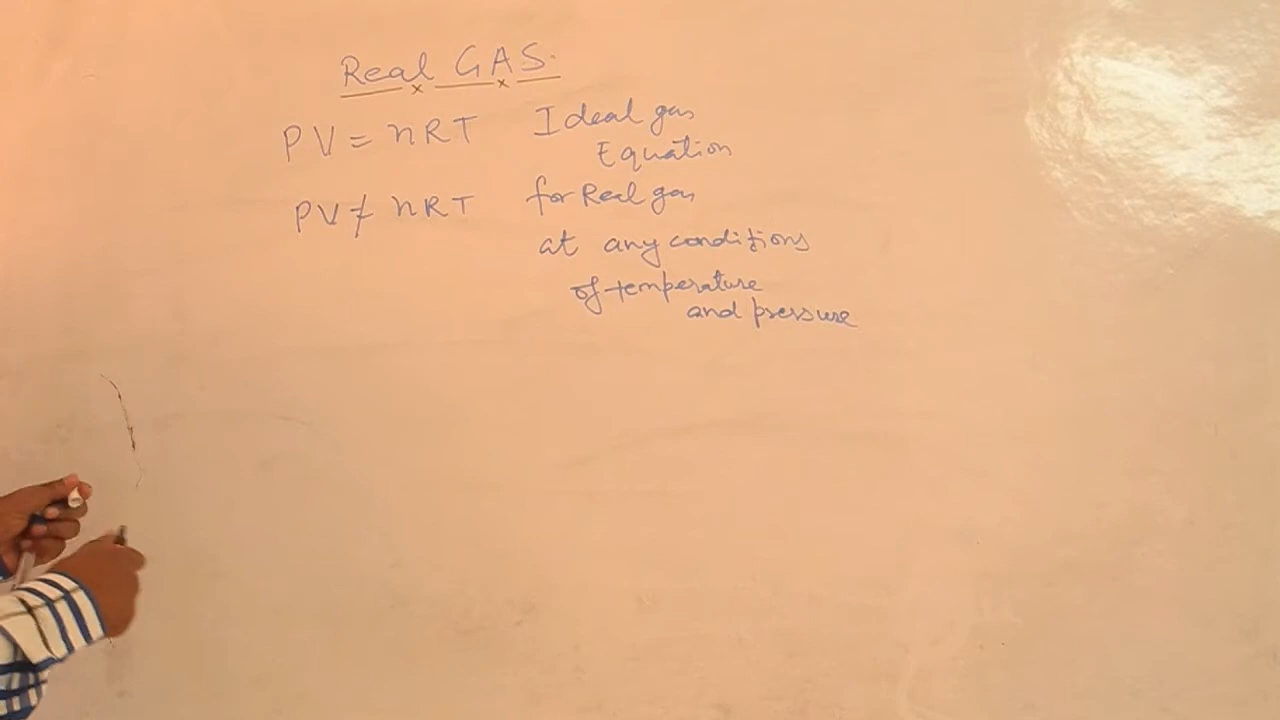 Real GAS.
PV = nRT Ideal gas
Equation
PV ≠ nRT for Real gas
at any conditions
of temperature
and pressure